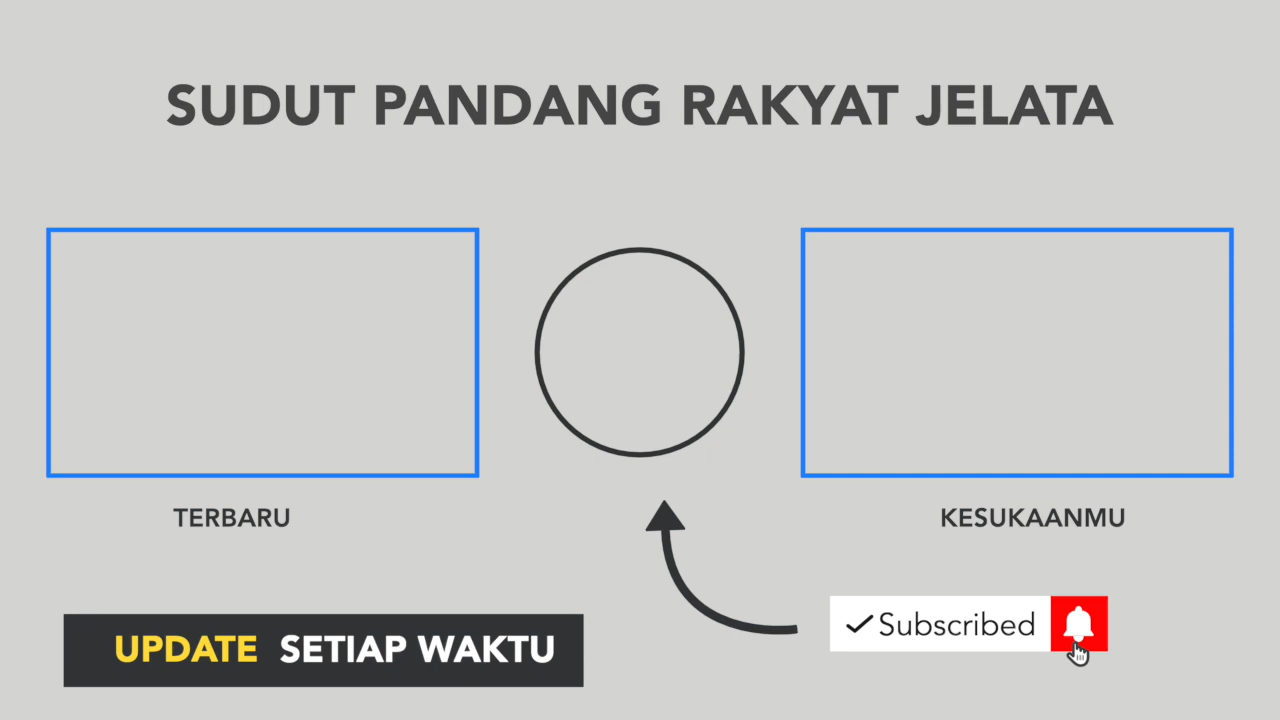 SUDUT PANDANG RAKYAT JELATA
TERBARU
KESUKAANMU
UPDATE SETIAP WAKTU
Subscribed